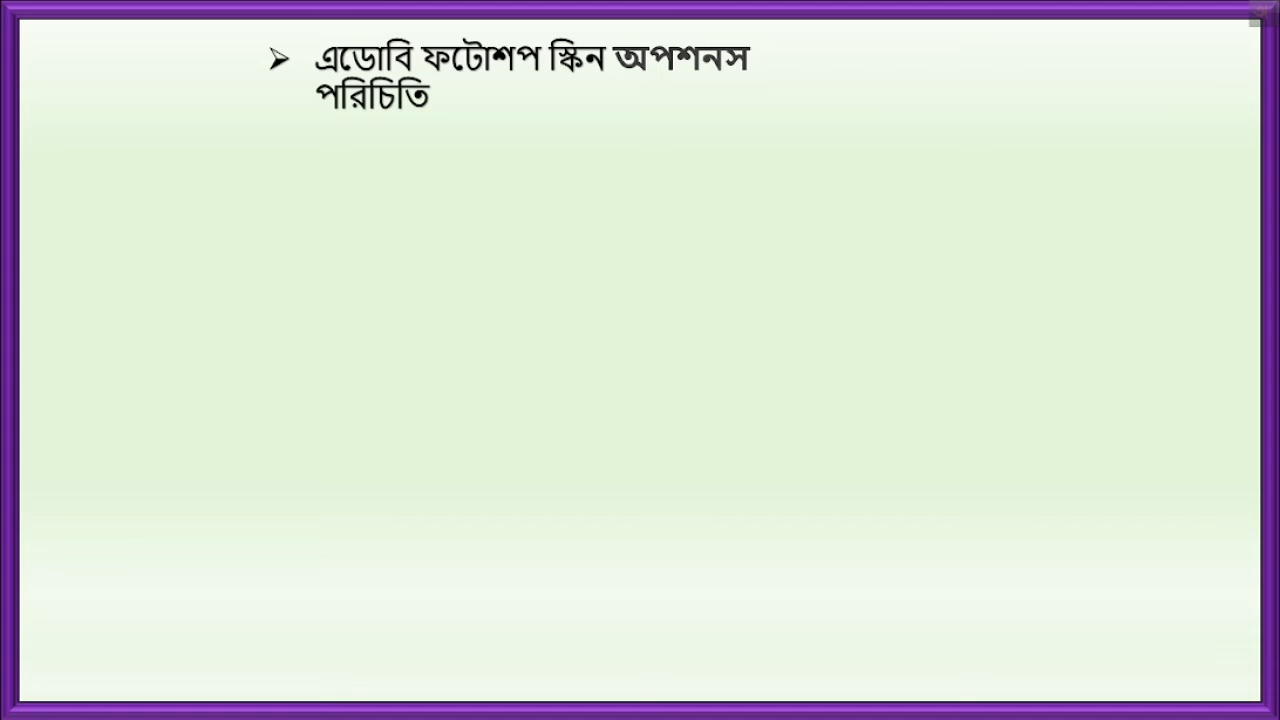 ➢ এডোবি ফটোশপ স্কিন অপশনস
পরিচিতি